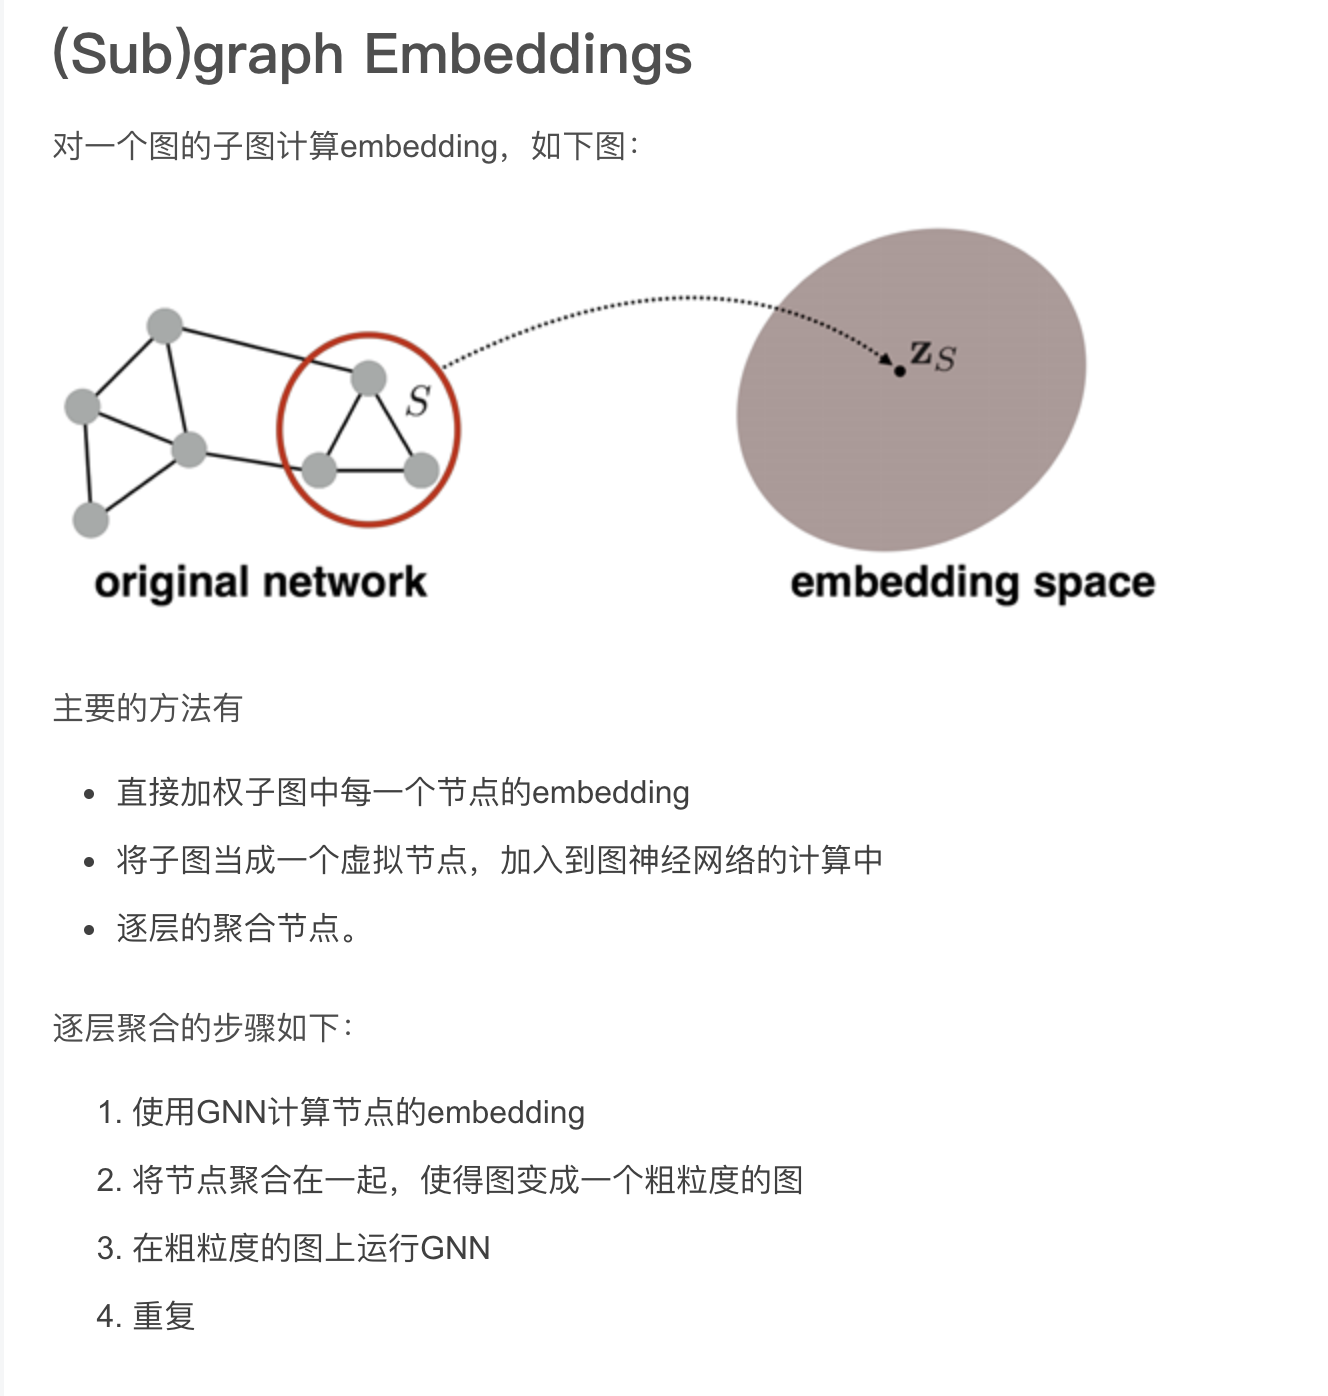 (Sub)graph Embeddings
对一个图的子图计算embedding，如下图：
S
z_S
original network
embedding space
主要的方法有
• 直接加权子图中每一个节点的embedding
• 将子图当成一个虚拟节点，加入到图神经网络的计算中
• 逐层的聚合节点。
逐层聚合的步骤如下：
1. 使用GNN计算节点的embedding
2. 将节点聚合在一起，使得图变成一个粗粒度的图
3. 在粗粒度的图上运行GNN
4. 重复